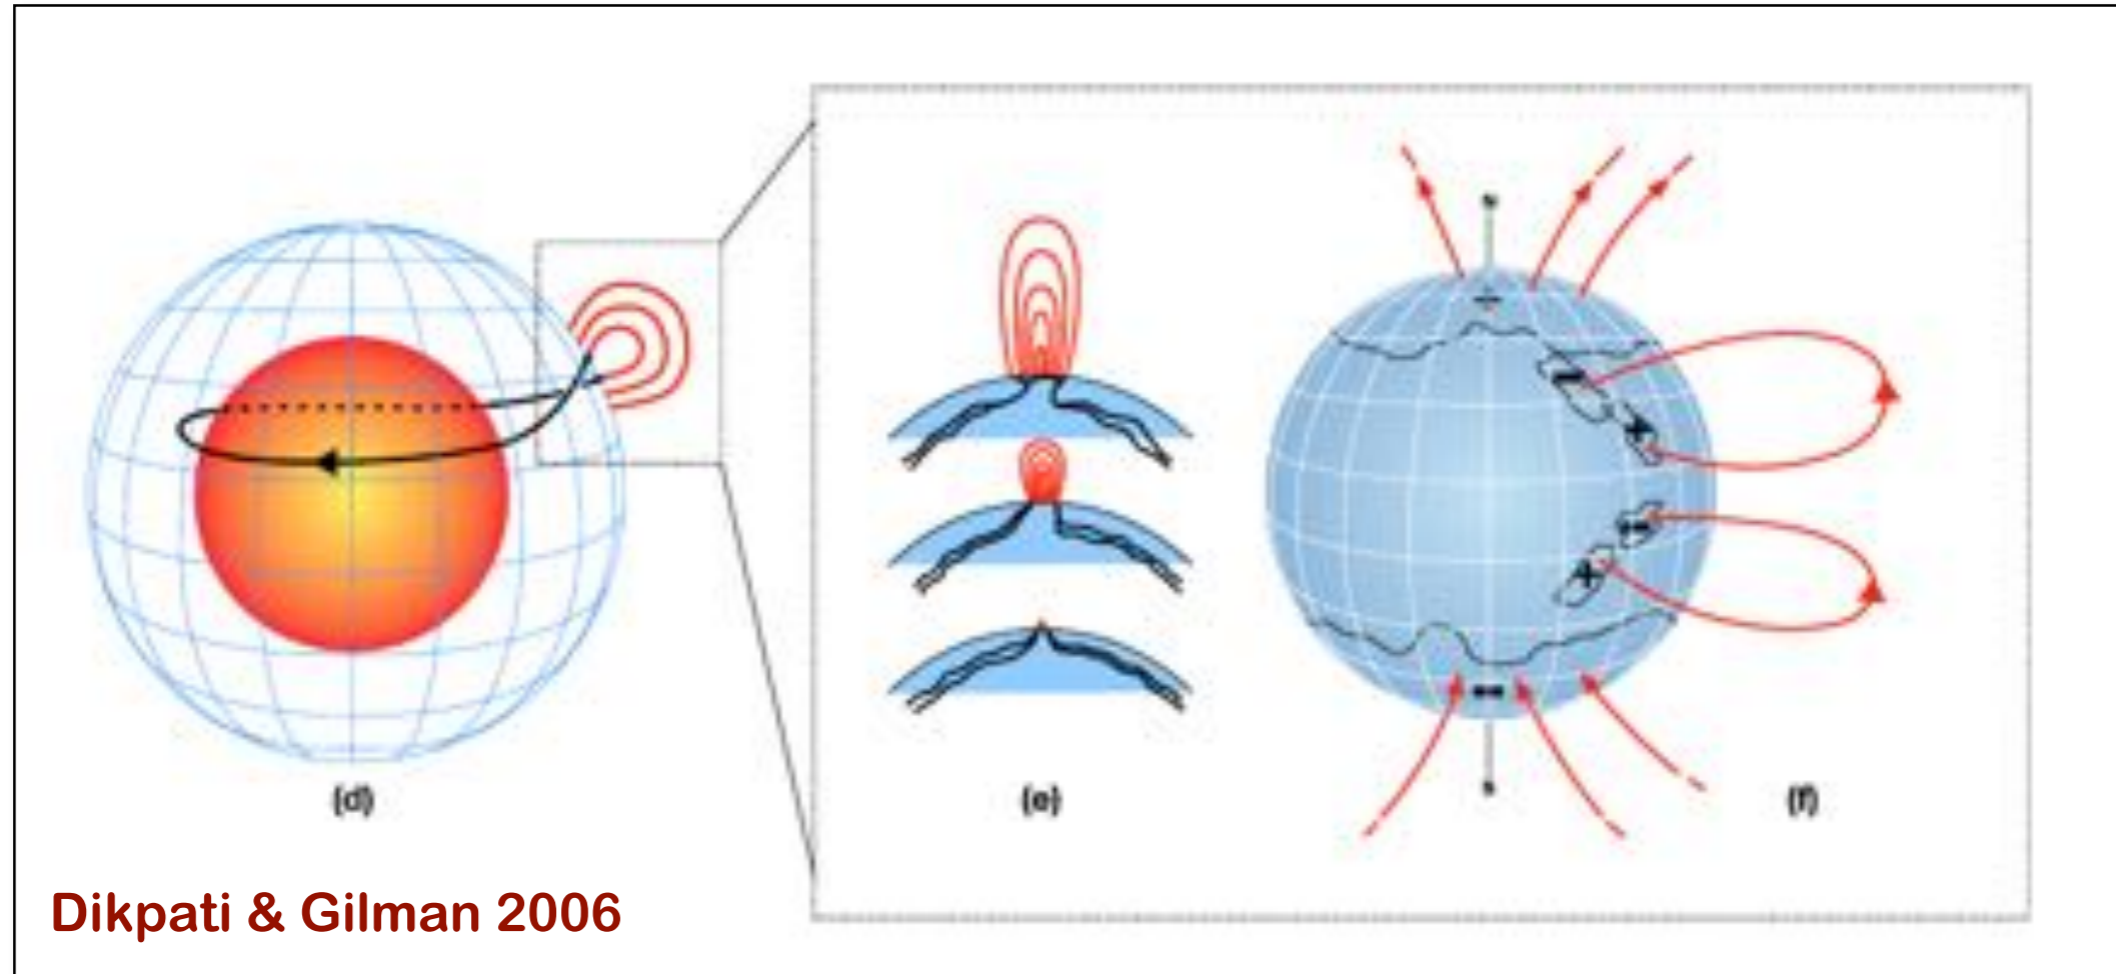 N
+
−
+
−
+
−
S
(d)
(e)
(f)
Dikpati & Gilman 2006